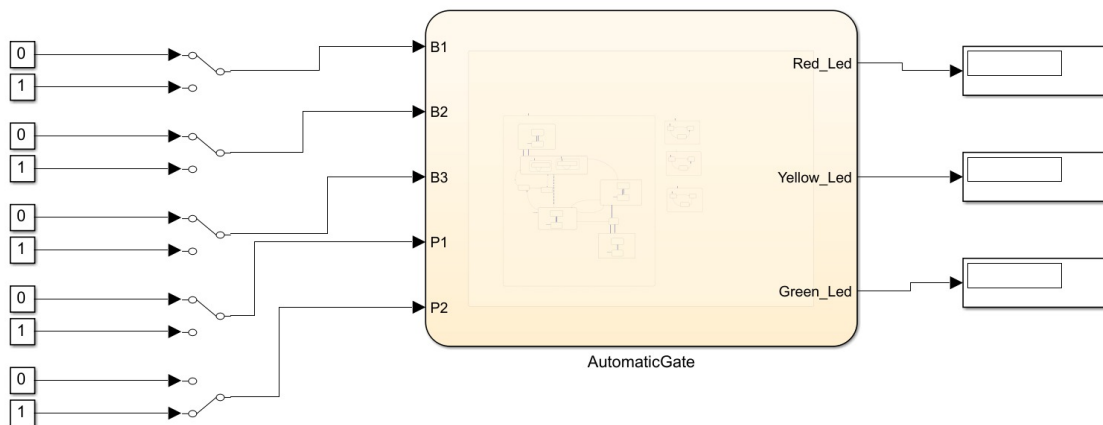 0
1
0
1
0
1
0
1
0
1
B1
B2
B3
P1
P2
Red_Led
Yellow_Led
Green_Led
AutomaticGate